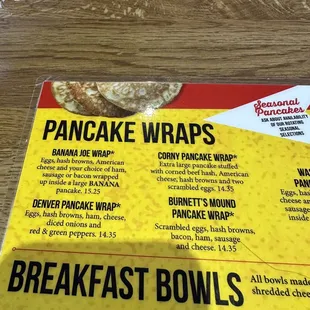 Seasonal
Pancakes
ASK ABOUT AVAILABILITY
OF OUR ROTATING
SEASONAL
SELECTIONS
PANCAKE WRAPS
BANANA JOE WRAP*
Eggs, hash browns, American
cheese and your choice of ham,
sausage or bacon wrapped
up inside a large BANANA
pancake. 15.25
DENVER PANCAKE WRAP*
Eggs, hash browns, ham, cheese,
diced onions and
red & green peppers. 14.35
CORNY PANCAKE WRAP*
Extra large pancake stuffed
with corned beef hash, American
cheese, hash browns and two
scrambled eggs. 14.35
BURNETT'S MOUND
PANCAKE WRAP*
Scrambled eggs, hash browns,
bacon, ham, sausage
and cheese. 14.35
Eggs, h
BREAKFAST BOWLS
All bowls made
shredded chee